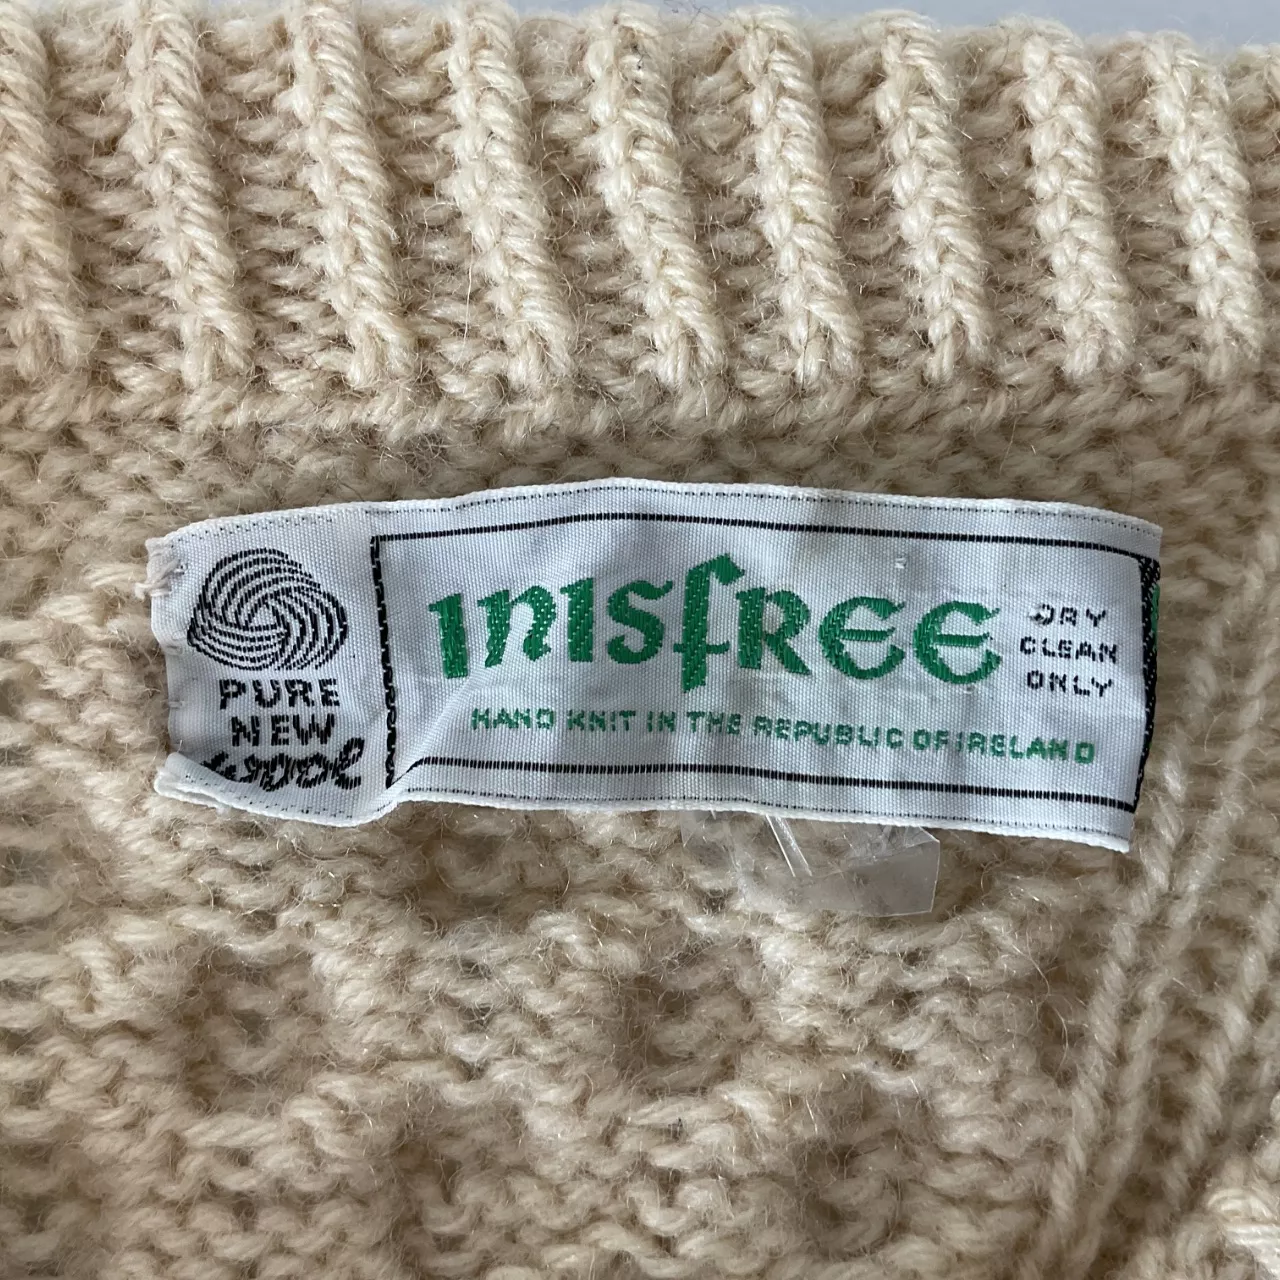 PURE
NEW
wool
INISFREE
DRY
CLEAN
ONLY
HAND KNIT IN THE REPUBLIC OF IRELAND